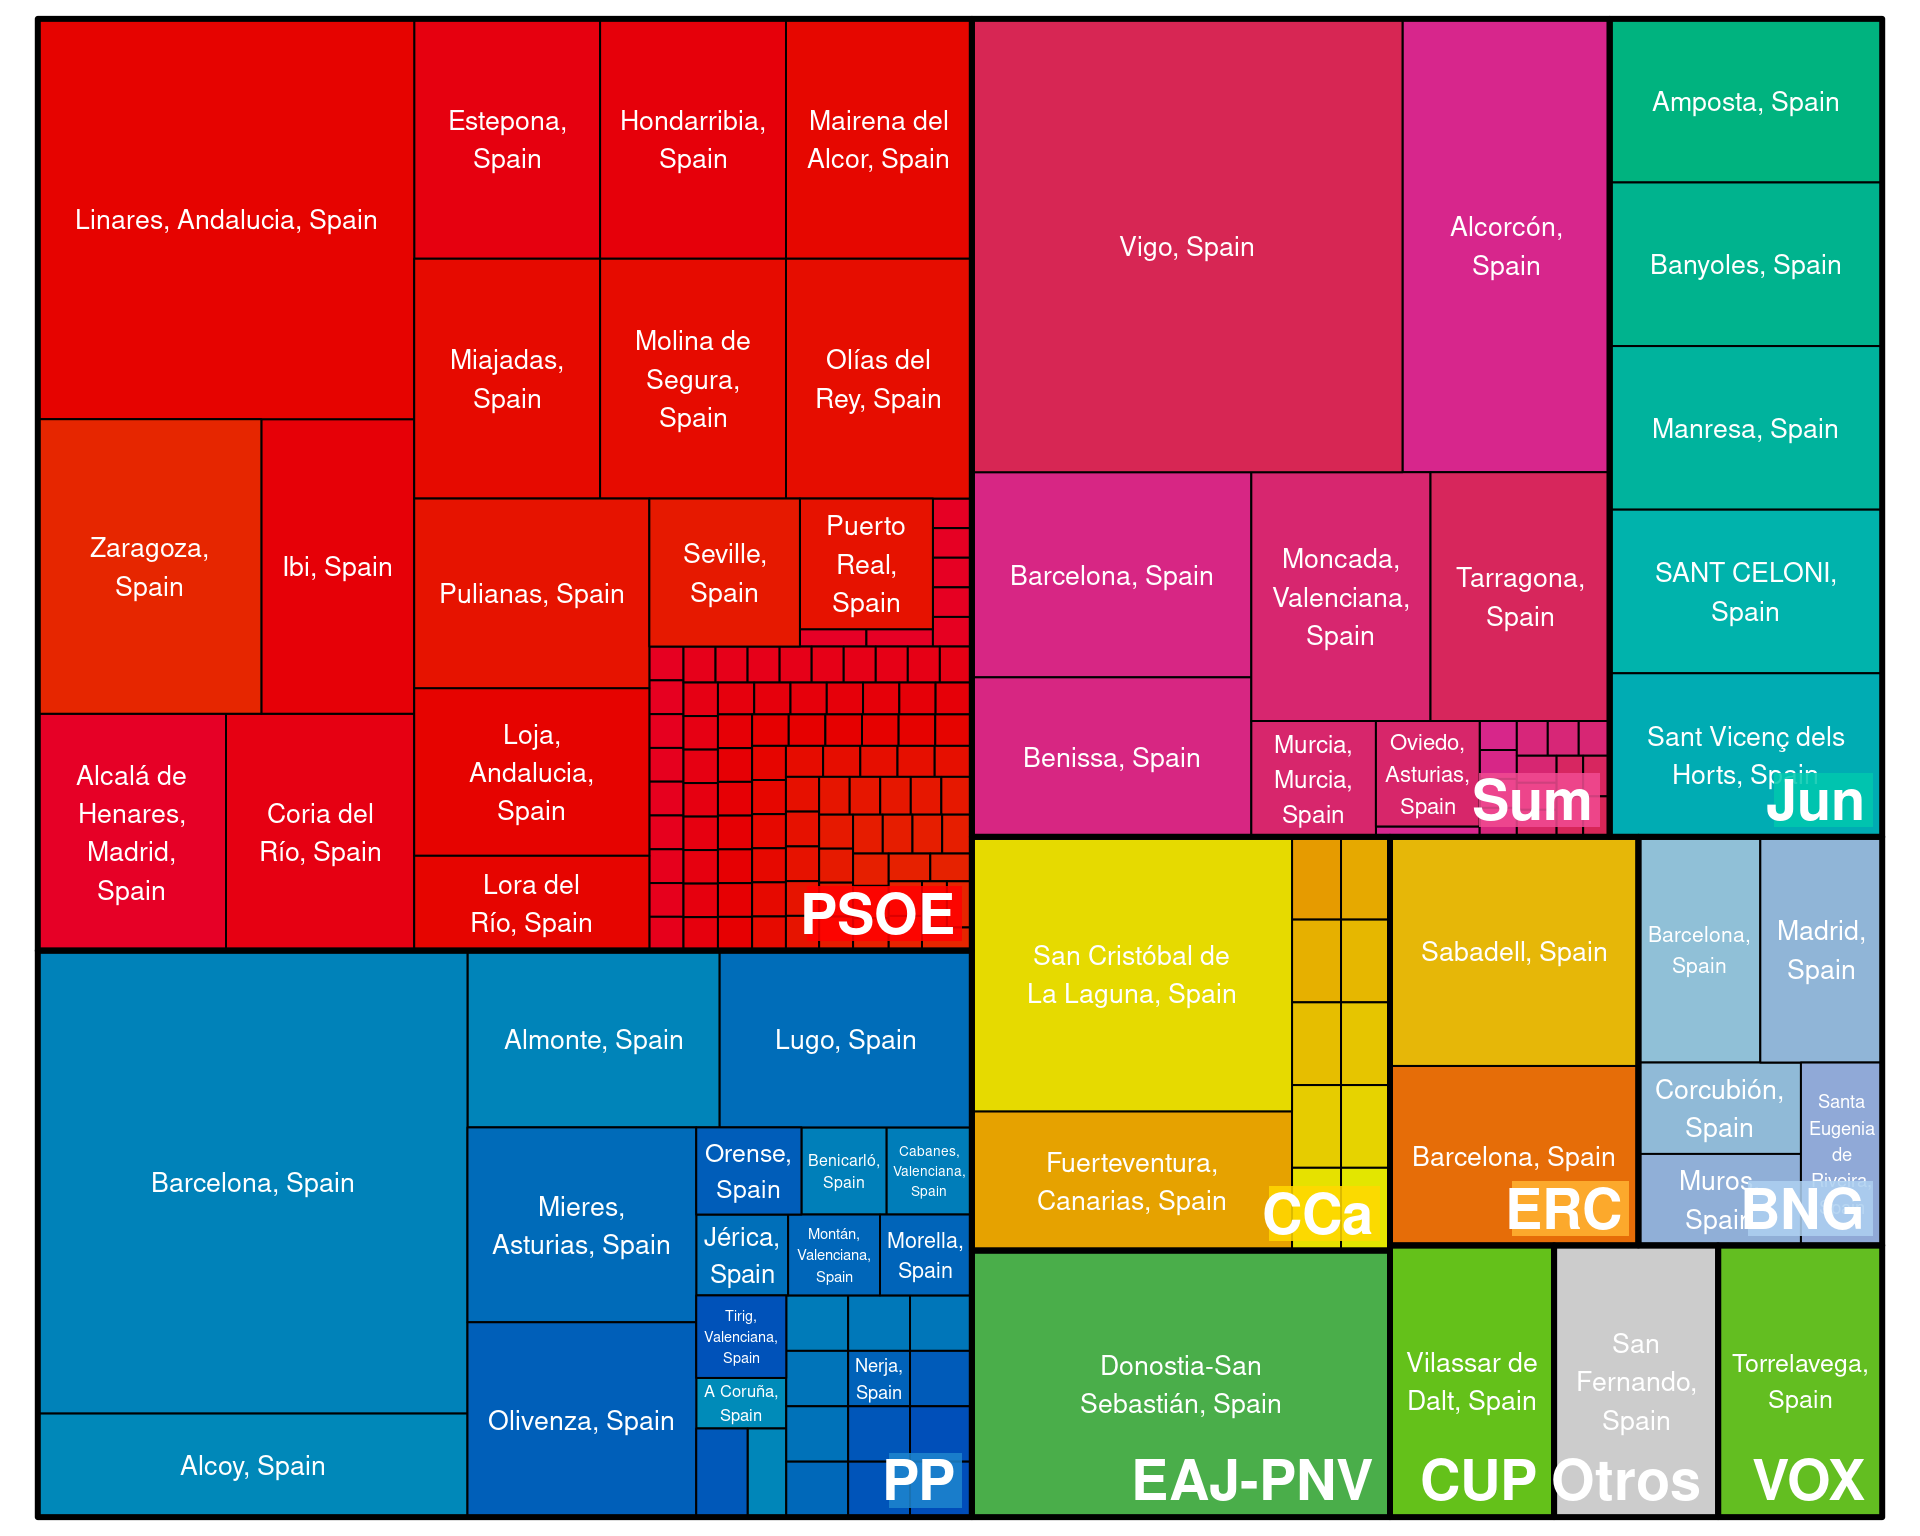 Linares, Andalucia, Spain
Estepona,
Spain
Hondarribia,
Spain
Mairena del
Alcor, Spain
Miajadas,
Spain
Molina de
Segura,
Spain
Olías del
Rey, Spain
Zaragoza,
Spain
Ibi, Spain
Pulianas, Spain
Seville,
Spain
Puerto
Real,
Spain
Alcalá de
Henares,
Madrid,
Spain
Coria del
Río, Spain
Loja,
Andalucia,
Spain
Lora del
Río, Spain
PSOE
Vigo, Spain
Alcorcón,
Spain
Barcelona, Spain
Moncada,
Valenciana,
Spain
Tarragona,
Spain
Benissa, Spain
Murcia,
Murcia,
Spain
Oviedo,
Asturias,
Spain
Sum
Amposta, Spain
Banyoles, Spain
Manresa, Spain
SANT CELONI,
Spain
Sant Vicenç dels
Horts, Spain
Jun
Barcelona, Spain
Alcoy, Spain
Almonte, Spain
Lugo, Spain
Mieres,
Asturias, Spain
Olivenza, Spain
Orense,
Spain
Benicarló,
Spain
Cabanes,
Valenciana,
Spain
Jérica,
Spain
Montán,
Valenciana,
Spain
Morella,
Spain
Tirig,
Valenciana,
Spain
A Coruña,
Spain
Nerja,
Spain
PP
San Cristóbal de
La Laguna, Spain
Fuerteventura,
Canarias, Spain
CCa
Sabadell, Spain
Barcelona, Spain
ERC
Barcelona,
Spain
Madrid,
Spain
Corcubión,
Spain
Muros,
Spain
Santa
Eugenia
de
Riveira,
BNG
Donostia-San
Sebastián, Spain
EAJ-PNV
Vilassar de
Dalt, Spain
CUP
San
Fernando,
Spain
Otros
Torrelavega,
Spain
VOX